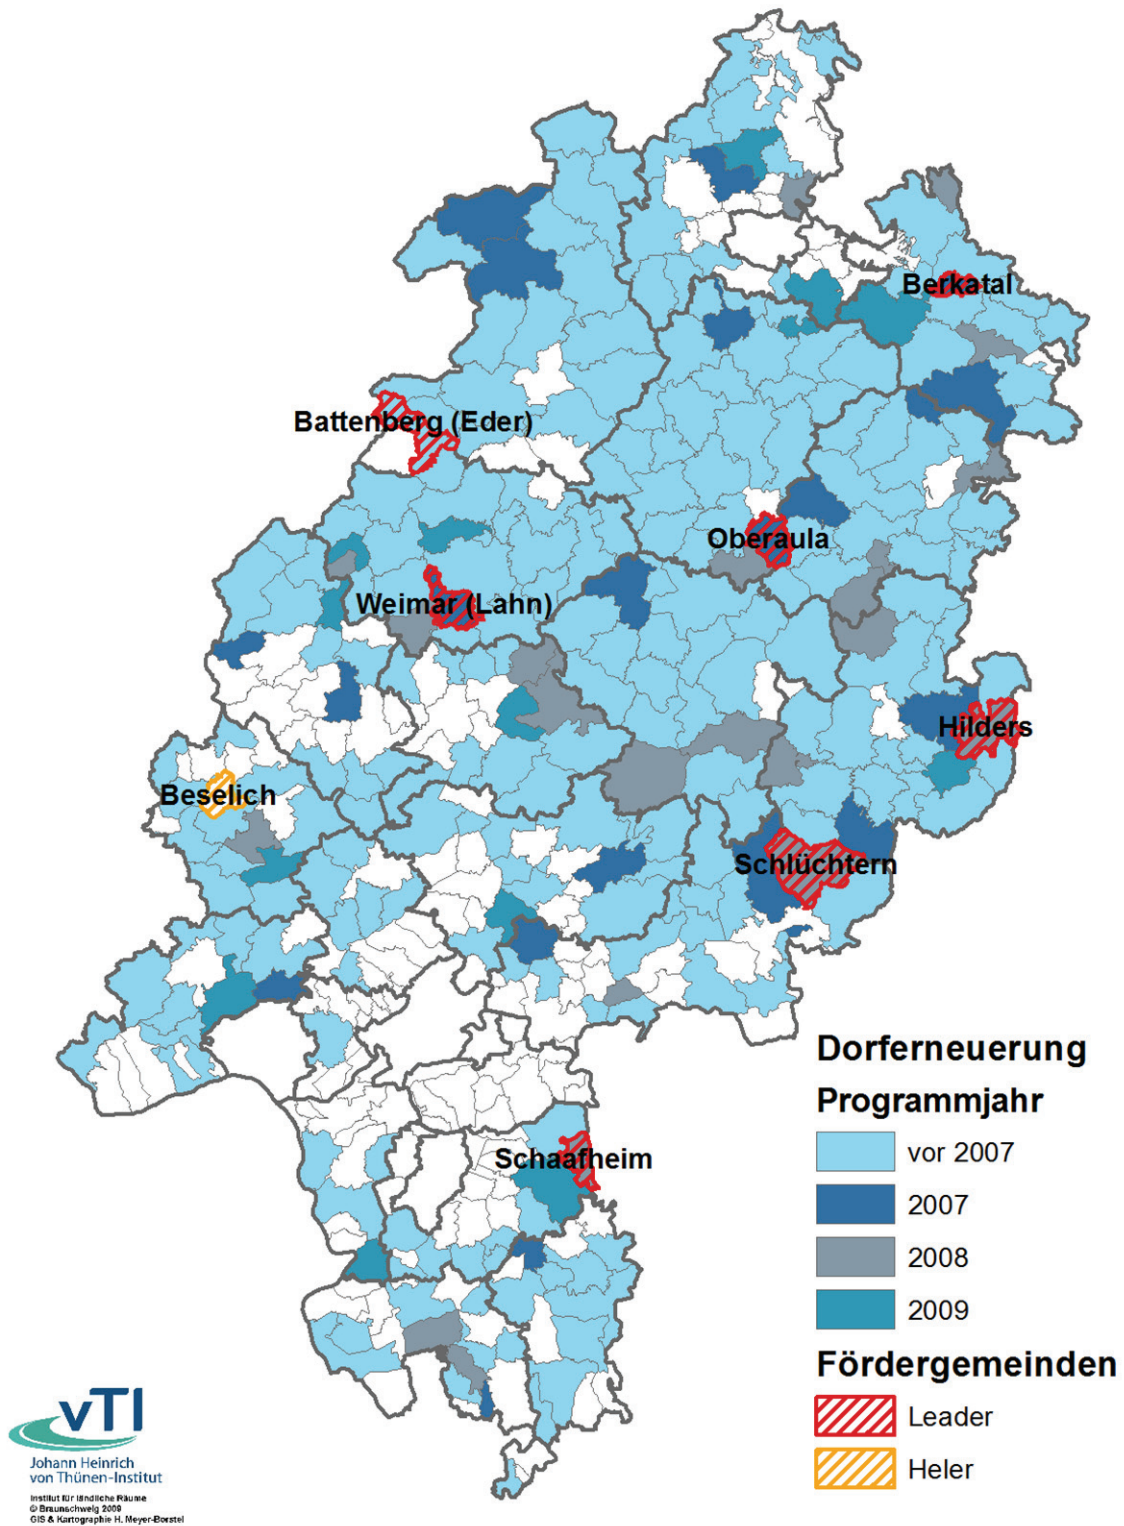 Berkatal
Battenberg (Eder)
Oberaula
Weimar (Lahn)
Hilders
Beselich
Schlüchtern
Schaafheim
Dorferneuerung
Programmjahr
vor 2007
2007
2008
2009
Fördergemeinden
Leader
Heler
vTI
Johann Heinrich
von Thünen-Institut
Institut für ländliche Räume
© Braunschweig 2009
GIS & Kartographie H. Meyer-Borstel